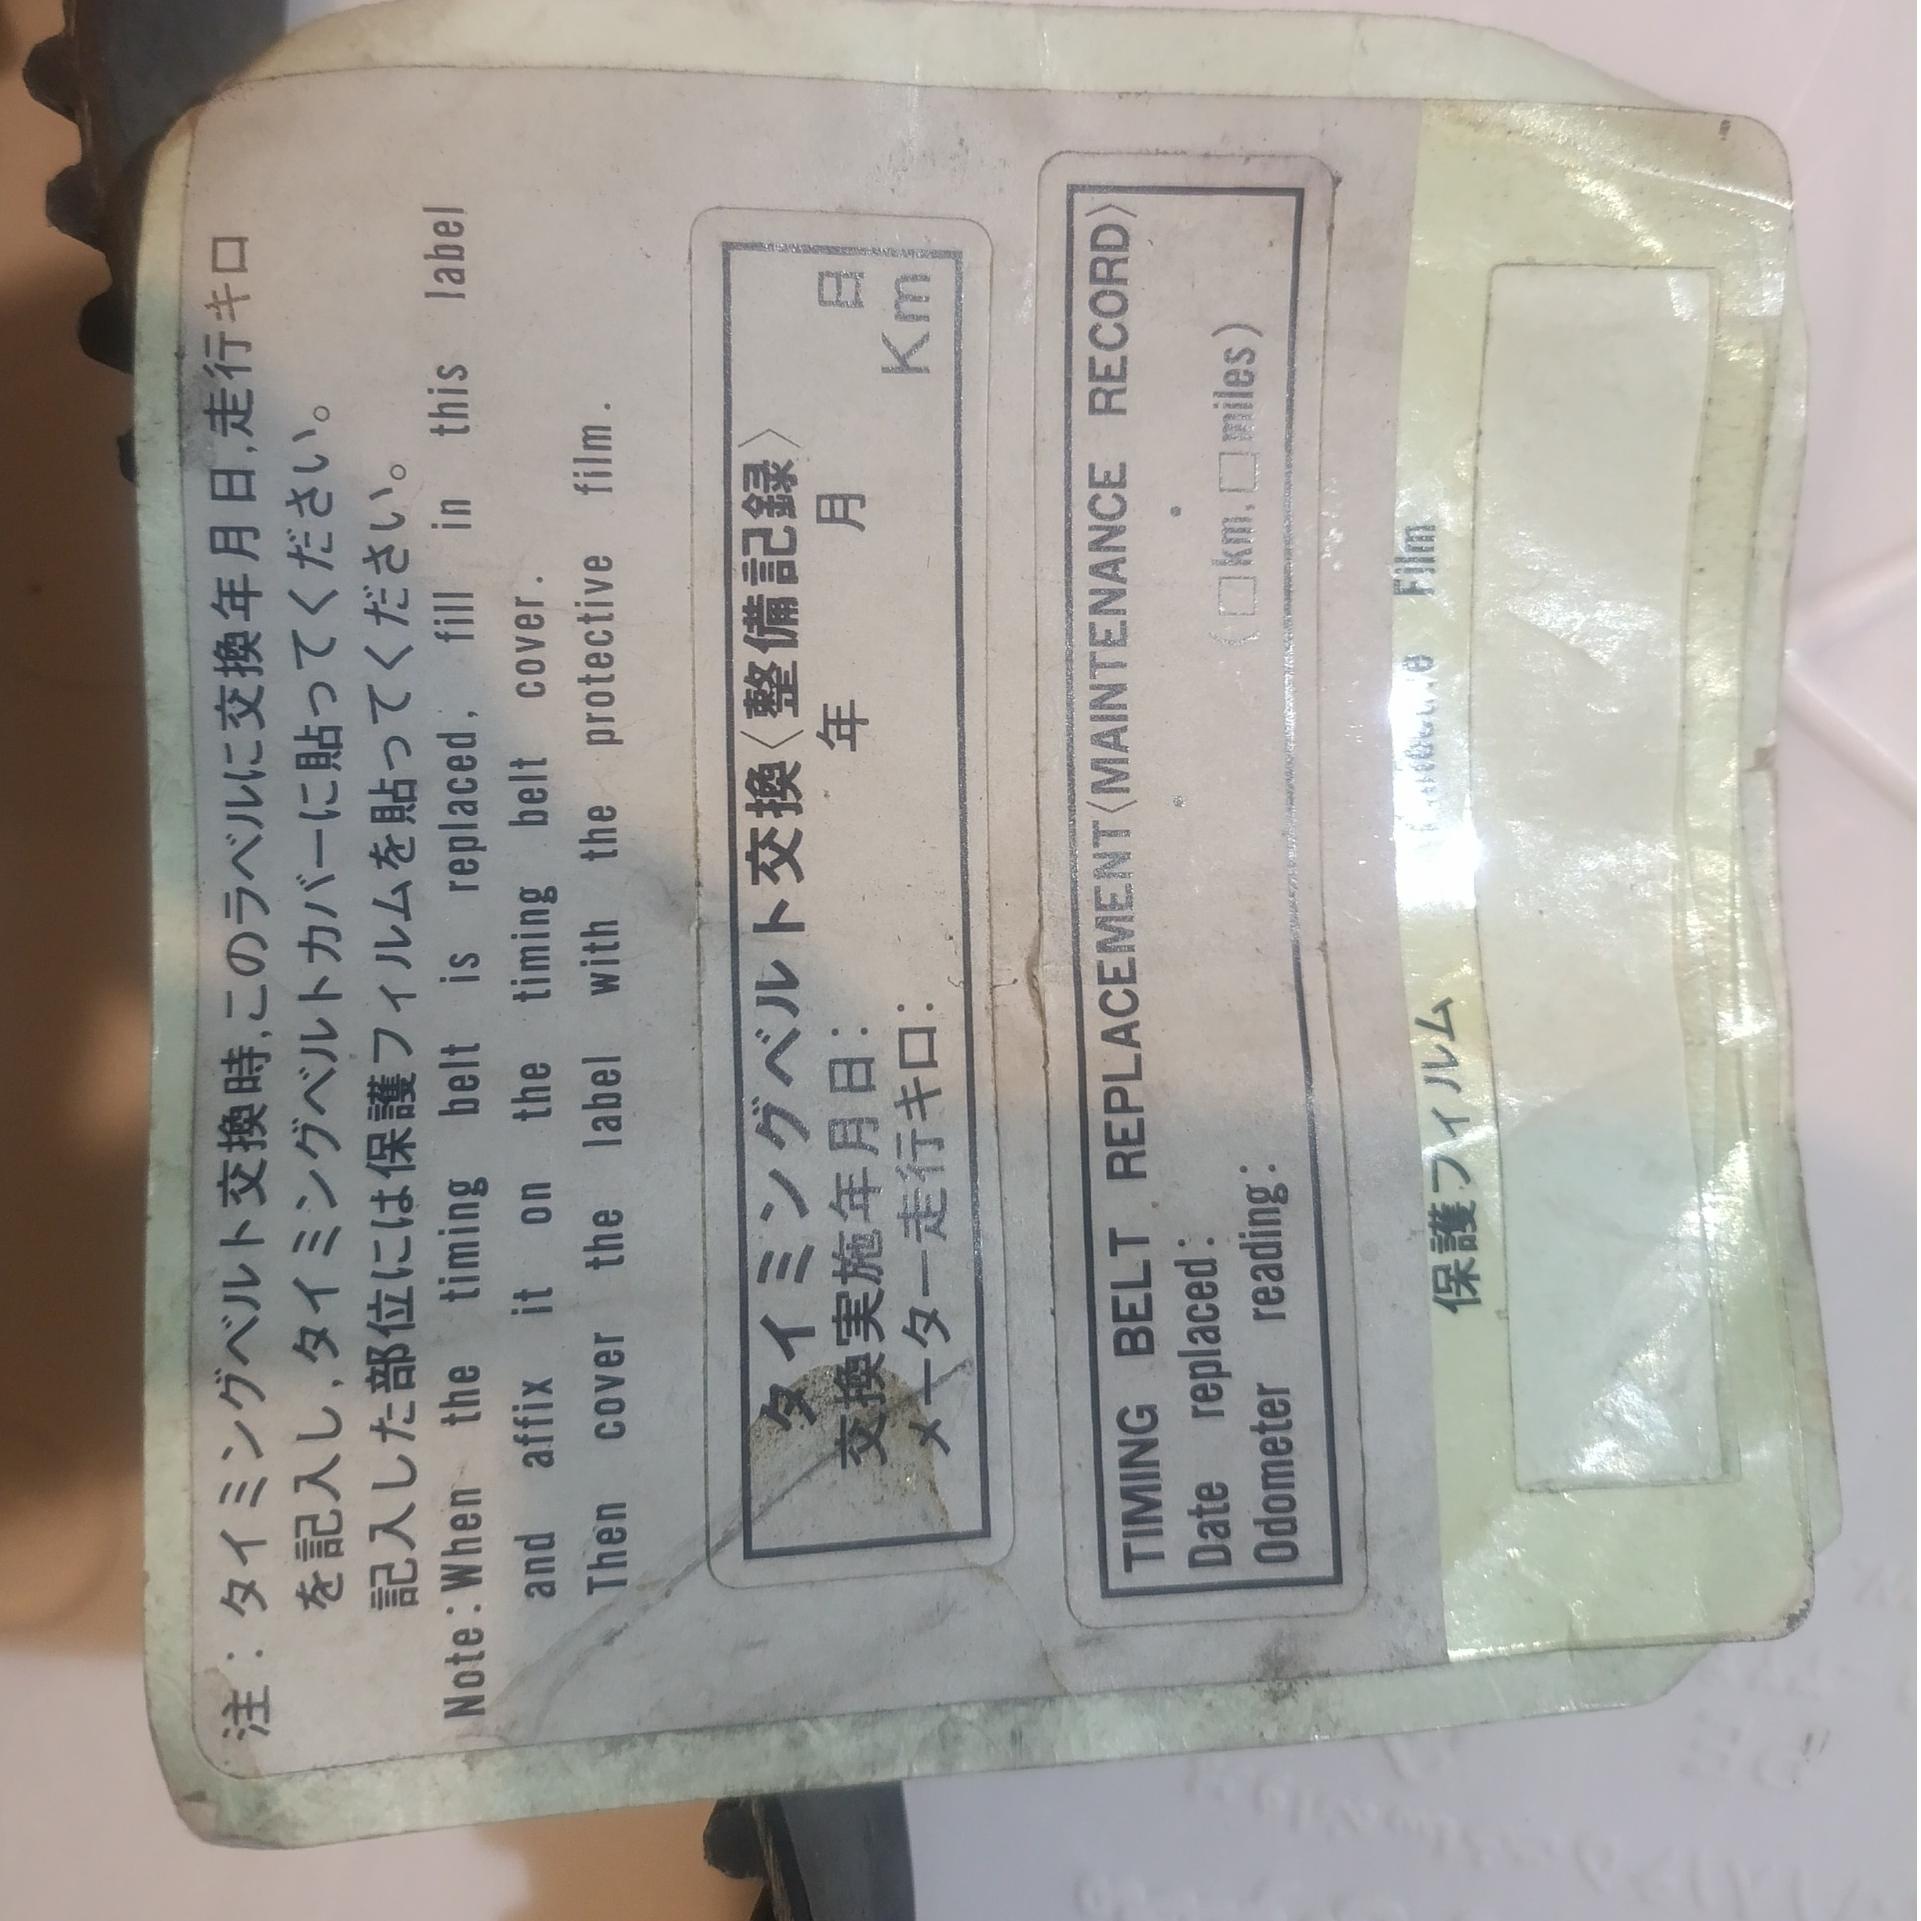 注：タイミングベルト交換時,このラベルに交換年月日,走行キロ
を記入し,タイミングベルトカバーに貼ってください。
記入した部位には保護フィルムを貼ってください。
Note:When the timing belt is replaced, fill in this label
and affix it on the timing belt cover.
Then cover the label with the protective film.
タイミングベルト交換〈整備記録〉
交換実施年月日: 年 月 日
メーター走行キロ: Km
TIMING BELT REPLACEMENT〈MAINTENANCE RECORD〉
Date replaced:
Odometer reading: (□km.□miles)
保護フィルム Film